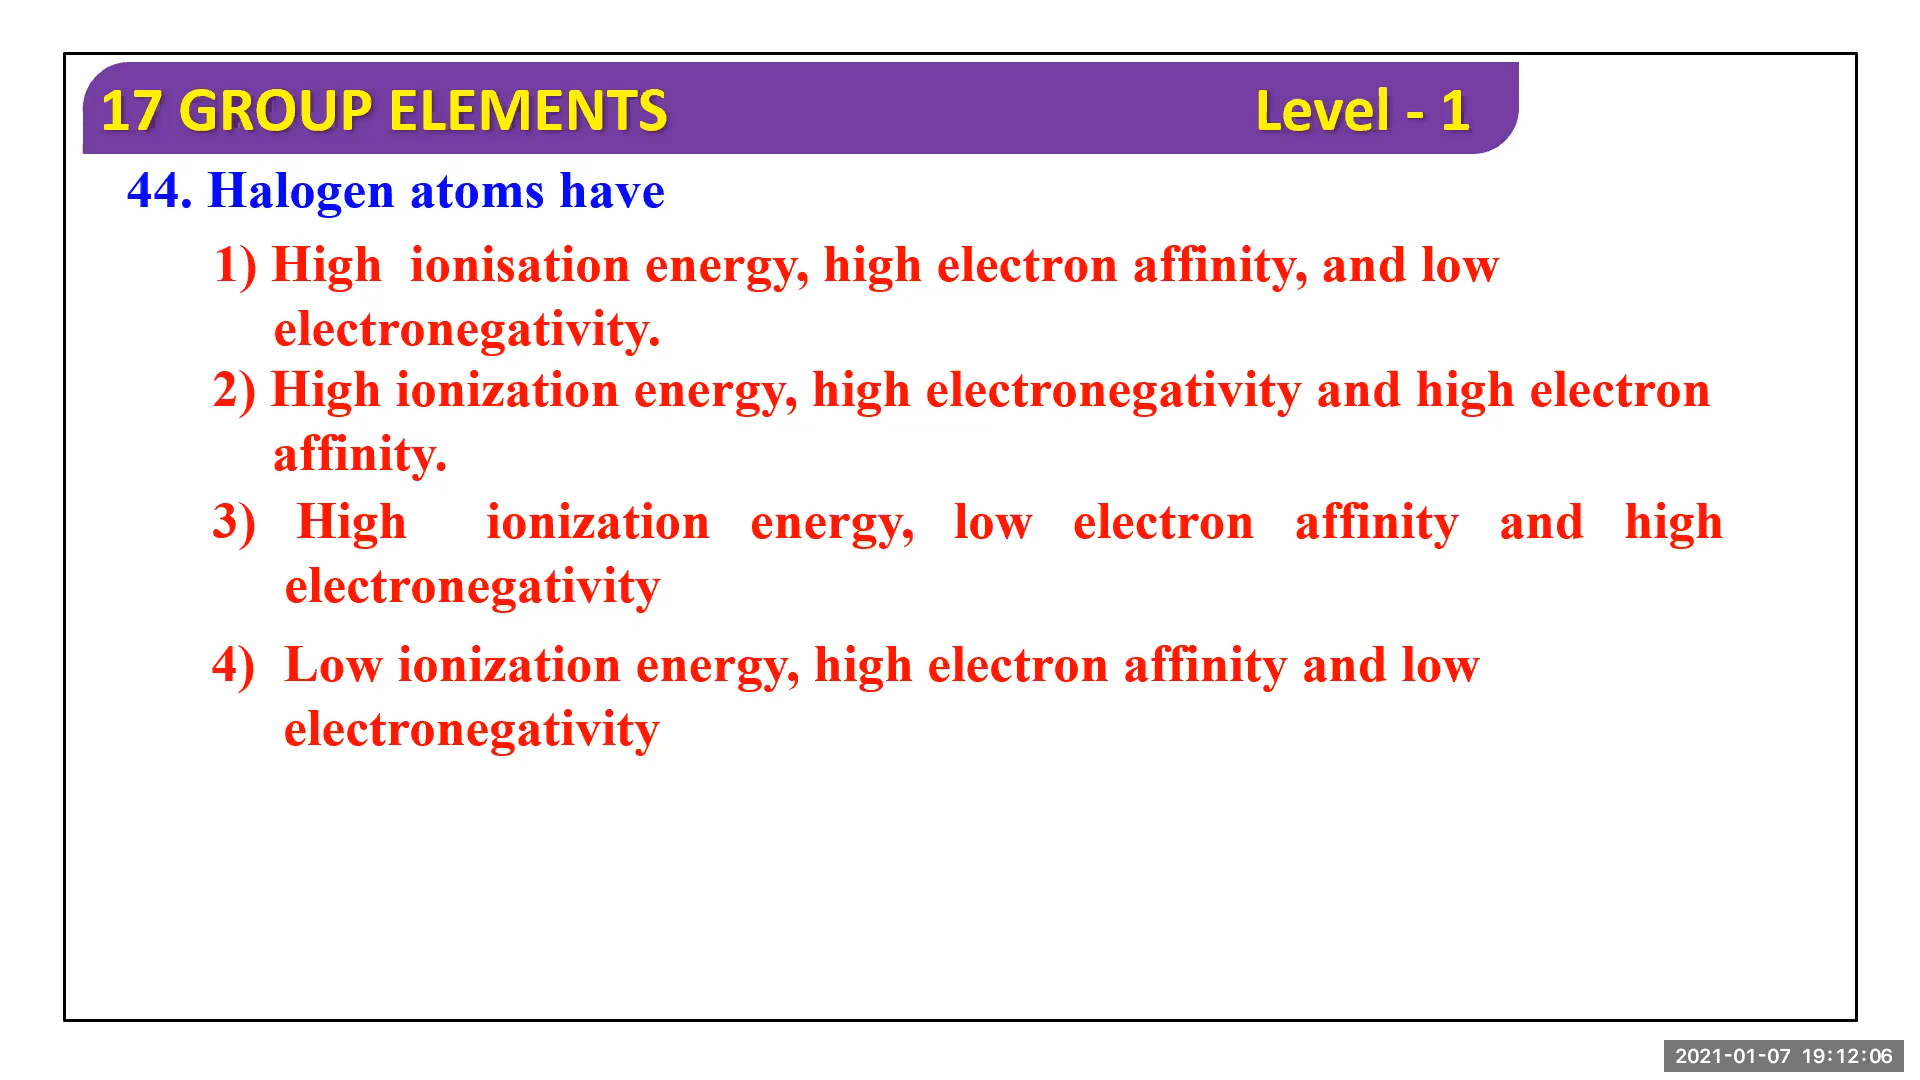 17 GROUP ELEMENTS Level - 1
44. Halogen atoms have
1) High ionisation energy, high electron affinity, and low
electronegativity.
2) High ionization energy, high electronegativity and high electron
affinity.
3) High ionization energy, low electron affinity and high
electronegativity
4) Low ionization energy, high electron affinity and low
electronegativity
2021-01-07 19:12:06